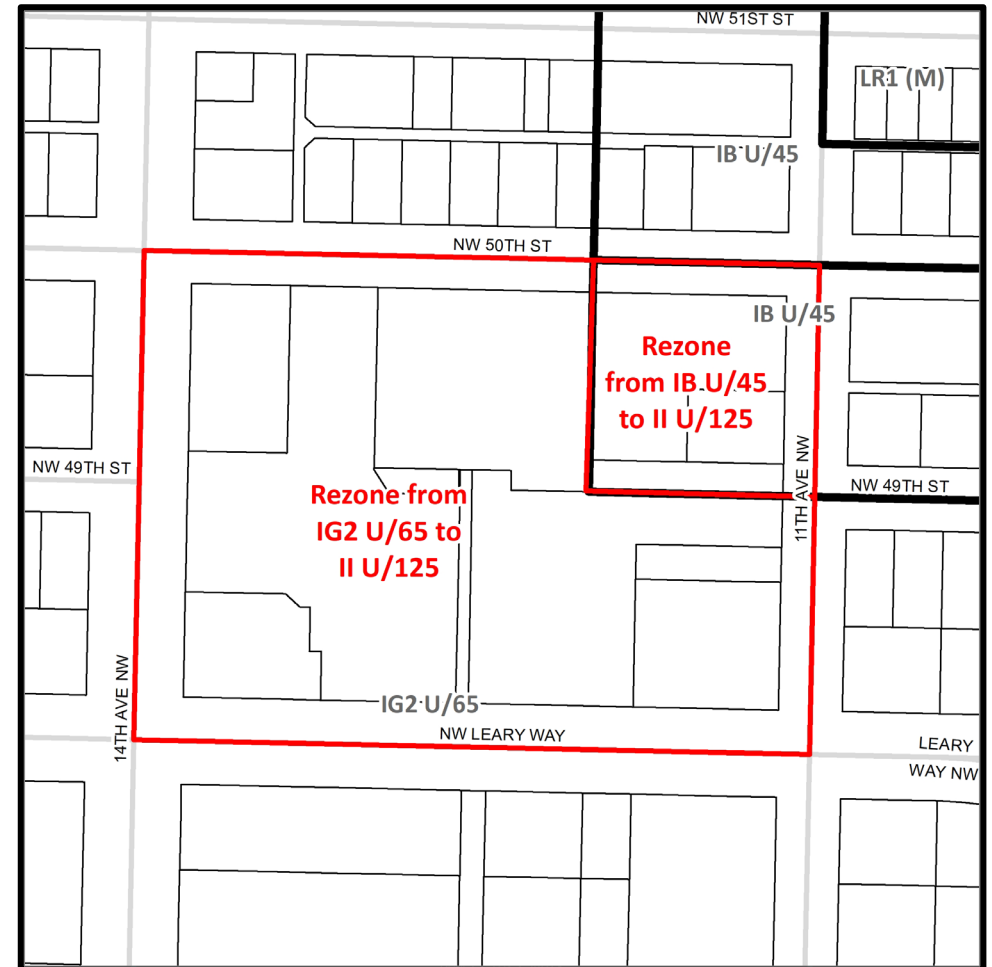 NW 51ST ST
LR1 (M)
IB U/45
NW 50TH ST
IB U/45
Rezone
from IB U/45
to II U/125
11TH AVE NW
NW 49TH ST
NW 49TH ST
Rezone from
IG2 U/65 to
II U/125
14TH AVE NW
IG2 U/65
NW LEARY WAY
LEARY
WAY NW